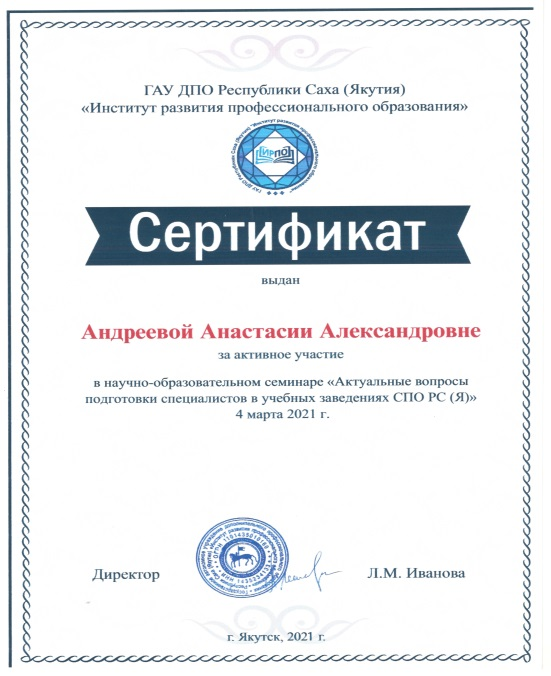 ГАУ ДПО Республики Саха (Якутия)
«Институт развития профессионального образования»
ИРПО
Сертификат
выдан
Андреевой Анастасии Александровне
за активное участие
в научно-образовательном семинаре «Актуальные вопросы
подготовки специалистов в учебных заведениях СПО РС (Я)»
4 марта 2021 г.
Директор
Л.М. Иванова
г. Якутск, 2021 г.